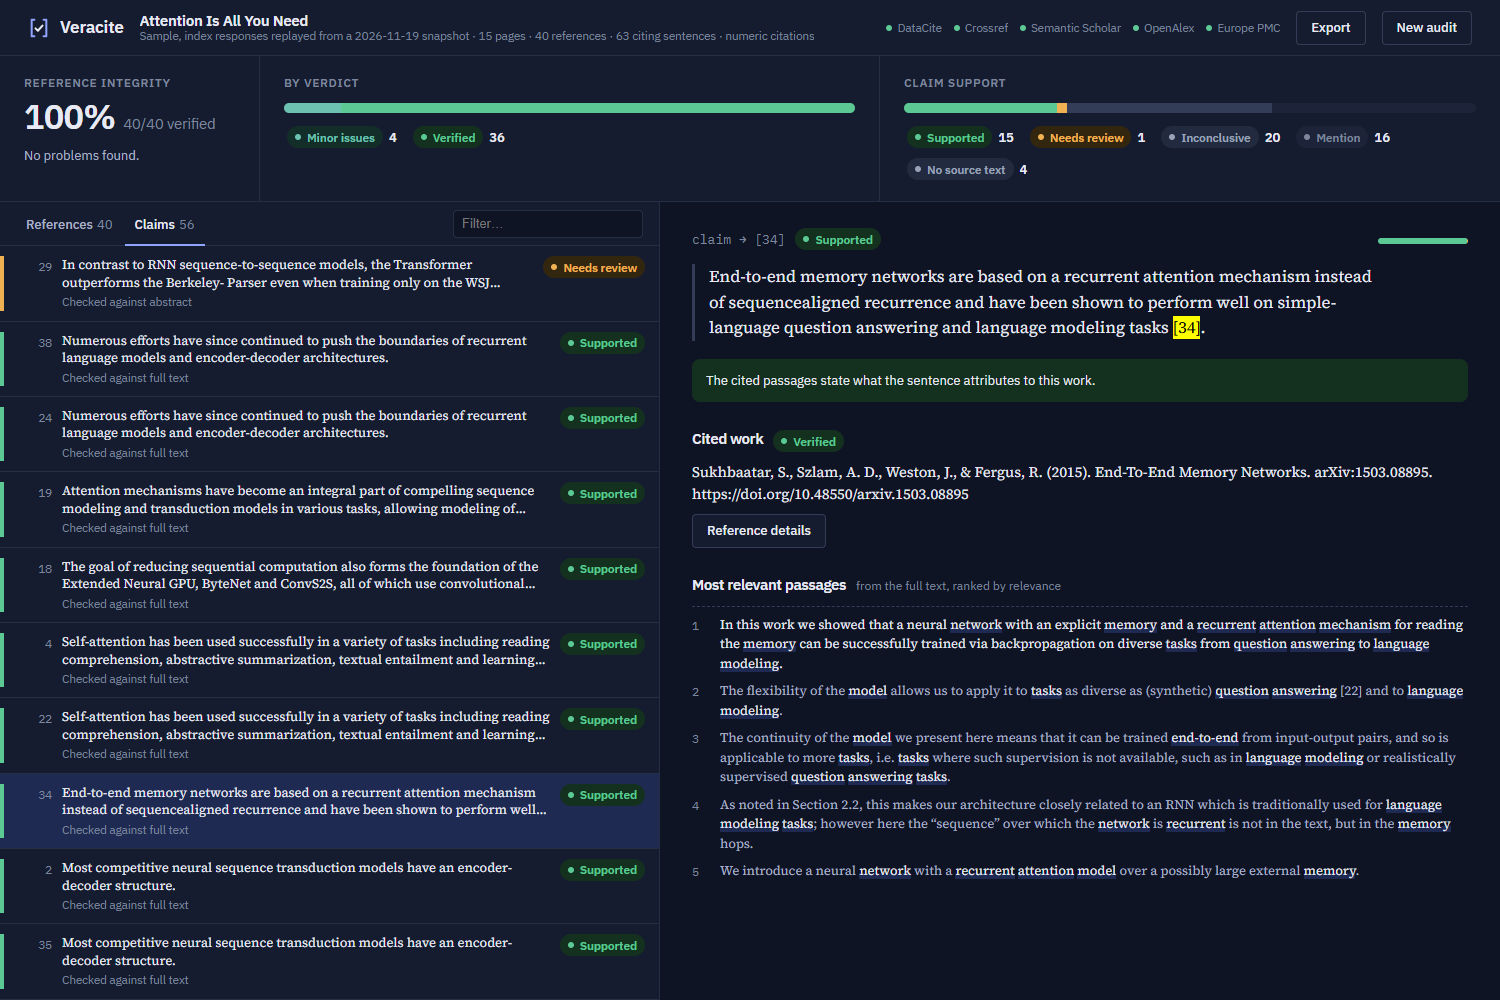 Veracite
Attention Is All You Need
Sample, index responses replayed from a 2026-11-19 snapshot · 15 pages · 40 references · 63 citing sentences · numeric citations
DataCite
Crossref
Semantic Scholar
OpenAlex
Europe PMC
Export
New audit
REFERENCE INTEGRITY
100% 40/40 verified
No problems found.
BY VERDICT
Minor issues 4
Verified 36
CLAIM SUPPORT
Supported 15
Needs review 1
Inconclusive 20
Mention 16
No source text 4
References 40
Claims 56
Filter...
29 In contrast to RNN sequence-to-sequence models, the Transformer
outperforms the Berkeley- Parser even when training only on the WSJ...
Needs review
Checked against abstract
38 Numerous efforts have since continued to push the boundaries of recurrent
language models and encoder-decoder architectures.
Supported
Checked against full text
24 Numerous efforts have since continued to push the boundaries of recurrent
language models and encoder-decoder architectures.
Supported
Checked against full text
19 Attention mechanisms have become an integral part of compelling sequence
modeling and transduction models in various tasks, allowing modeling of...
Supported
Checked against full text
18 The goal of reducing sequential computation also forms the foundation of the
Extended Neural GPU, ByteNet and ConvS2S, all of which use convolutional...
Supported
Checked against full text
4 Self-attention has been used successfully in a variety of tasks including reading
comprehension, abstractive summarization, textual entailment and learning...
Supported
Checked against full text
22 Self-attention has been used successfully in a variety of tasks including reading
comprehension, abstractive summarization, textual entailment and learning...
Supported
Checked against full text
34 End-to-end memory networks are based on a recurrent attention mechanism
instead of sequencealigned recurrence and have been shown to perform well...
Supported
Checked against full text
2 Most competitive neural sequence transduction models have an encoder-
decoder structure.
Supported
Checked against full text
35 Most competitive neural sequence transduction models have an encoder-
decoder structure.
Supported
Checked against full text
claim → [34] Supported
End-to-end memory networks are based on a recurrent attention mechanism instead
of sequencealigned recurrence and have been shown to perform well on simple-
language question answering and language modeling tasks [34].
The cited passages state what the sentence attributes to this work.
Cited work Verified
Sukhbaatar, S., Szlam, A. D., Weston, J., & Fergus, R. (2015). End-To-End Memory Networks. arXiv:1503.08895.
https://doi.org/10.48550/arxiv.1503.08895
Reference details
Most relevant passages from the full text, ranked by relevance
1 In this work we showed that a neural network with an explicit memory and a recurrent attention mechanism for reading
the memory can be successfully trained via backpropagation on diverse tasks from question answering to language
modeling.
2 The flexibility of the model allows us to apply it to tasks as diverse as (synthetic) question answering [22] and to language
modeling.
3 The continuity of the model we present here means that it can be trained end-to-end from input-output pairs, and so is
applicable to more tasks, i.e. tasks where such supervision is not available, such as in language modeling or realistically
supervised question answering tasks.
4 As noted in Section 2.2, this makes our architecture closely related to an RNN which is traditionally used for language
modeling tasks; however here the “sequence” over which the network is recurrent is not in the text, but in the memory
hops.
5 We introduce a neural network with a recurrent attention model over a possibly large external memory.